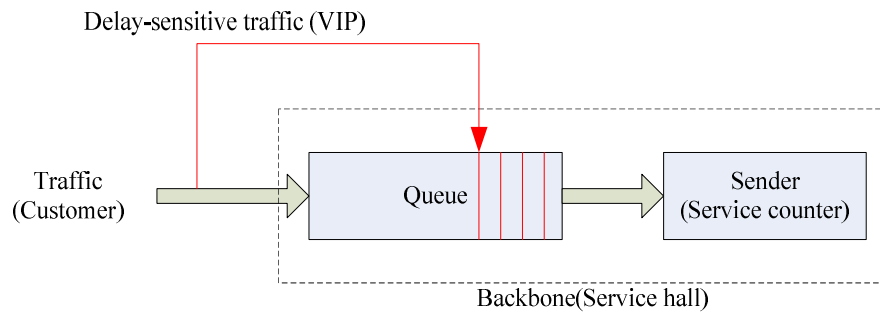 Delay-sensitive traffic (VIP)
Traffic
(Customer)
Queue
Sender
(Service counter)
Backbone(Service hall)